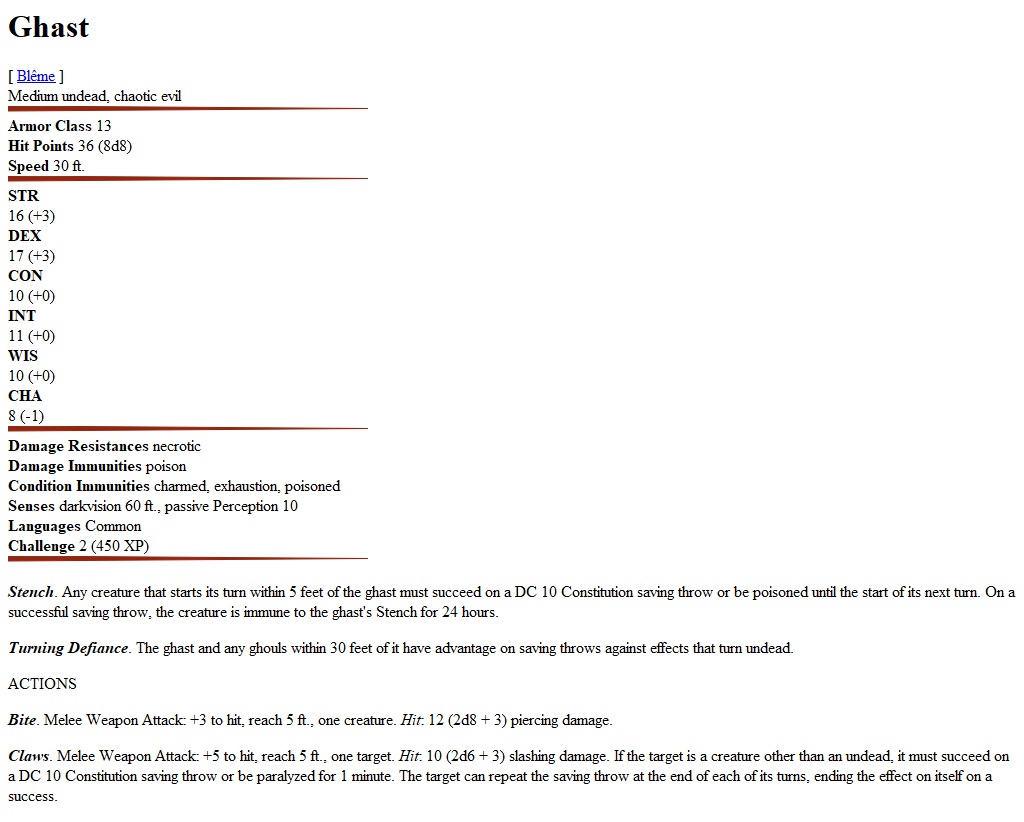 Ghast
[ Blême ]
Medium undead, chaotic evil
Armor Class 13
Hit Points 36 (8d8)
Speed 30 ft.
STR
16 (+3)
DEX
17 (+3)
CON
10 (+0)
INT
11 (+0)
WIS
10 (+0)
CHA
8 (-1)
Damage Resistances necrotic
Damage Immunities poison
Condition Immunities charmed, exhaustion, poisoned
Senses darkvision 60 ft., passive Perception 10
Languages Common
Challenge 2 (450 XP)
Stench. Any creature that starts its turn within 5 feet of the ghast must succeed on a DC 10 Constitution saving throw or be poisoned until the start of its next turn. On a
successful saving throw, the creature is immune to the ghast's Stench for 24 hours.
Turning Defiance. The ghast and any ghouls within 30 feet of it have advantage on saving throws against effects that turn undead.
ACTIONS
Bite. Melee Weapon Attack: +3 to hit, reach 5 ft., one creature. Hit: 12 (2d8 + 3) piercing damage.
Claws. Melee Weapon Attack: +5 to hit, reach 5 ft., one target. Hit: 10 (2d6 + 3) slashing damage. If the target is a creature other than an undead, it must succeed on
a DC 10 Constitution saving throw or be paralyzed for 1 minute. The target can repeat the saving throw at the end of each of its turns, ending the effect on itself on a
success.